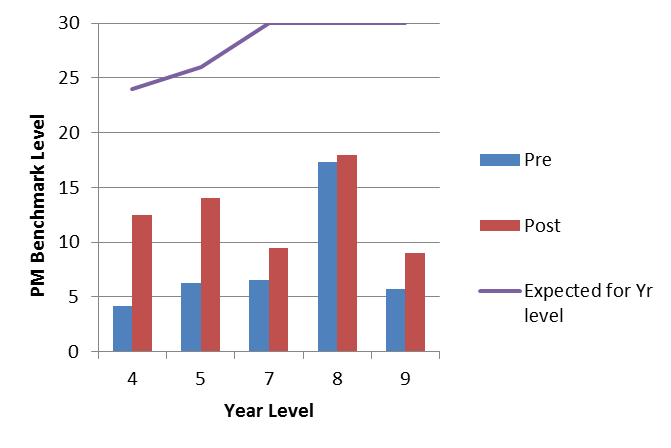 30
25
20
15
10
5
0
PM Benchmark Level
4 5 7 8 9
Year Level
Pre
Post
Expected for Yr
level